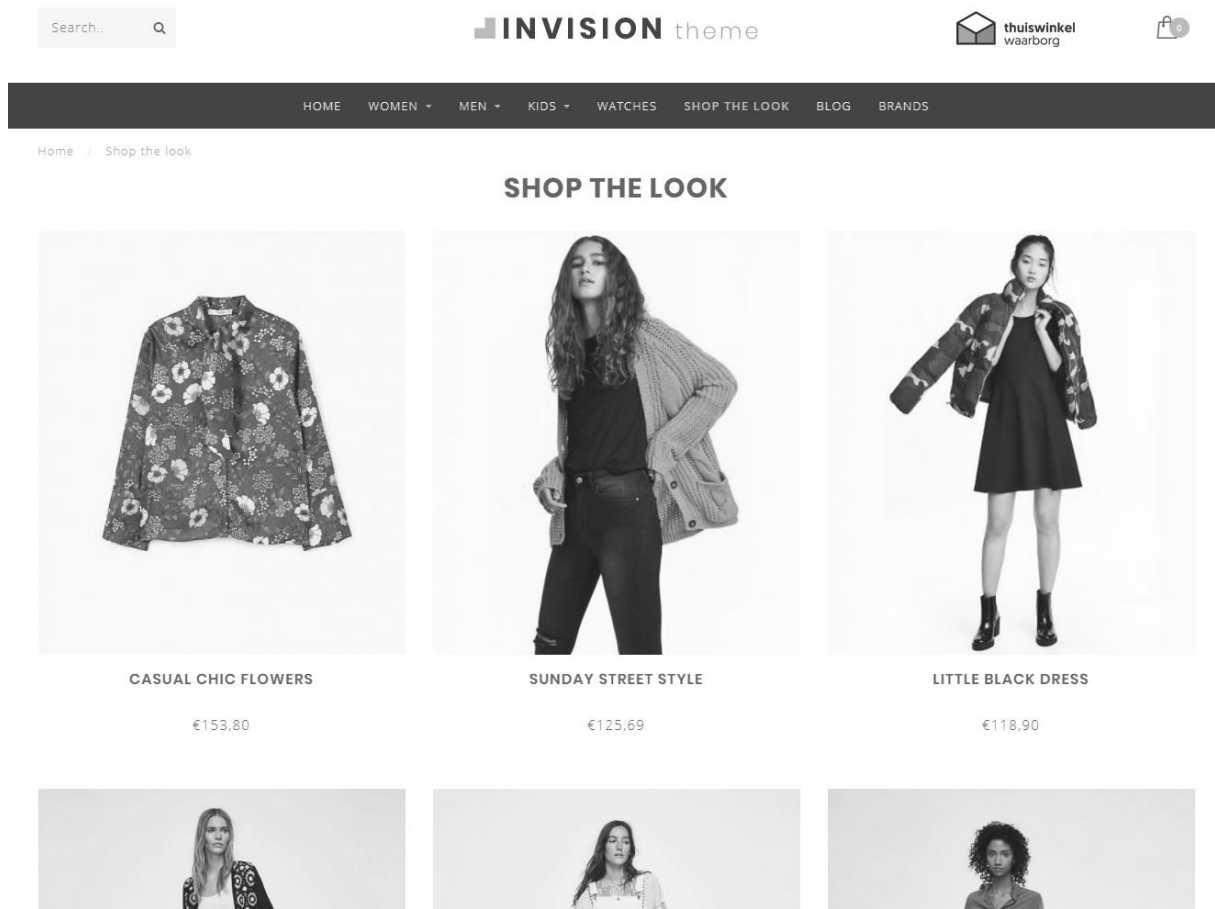 Search..
INVISION theme
thuiswinkel
waarborg
0
HOME WOMEN MEN KIDS WATCHES SHOP THE LOOK BLOG BRANDS
Home / Shop the look
SHOP THE LOOK
CASUAL CHIC FLOWERS
€153,80
SUNDAY STREET STYLE
€125,69
LITTLE BLACK DRESS
€118,90